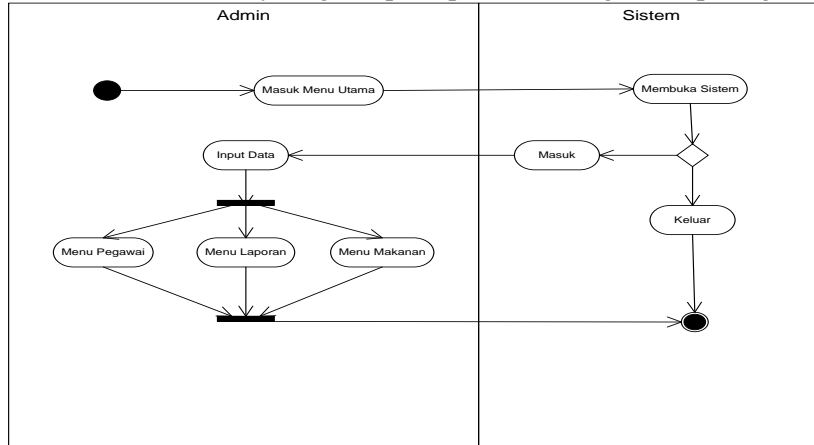 Admin
Sistem
Masuk Menu Utama
Membuka Sistem
Input Data
Masuk
Keluar
Menu Pegawai
Menu Laporan
Menu Makanan